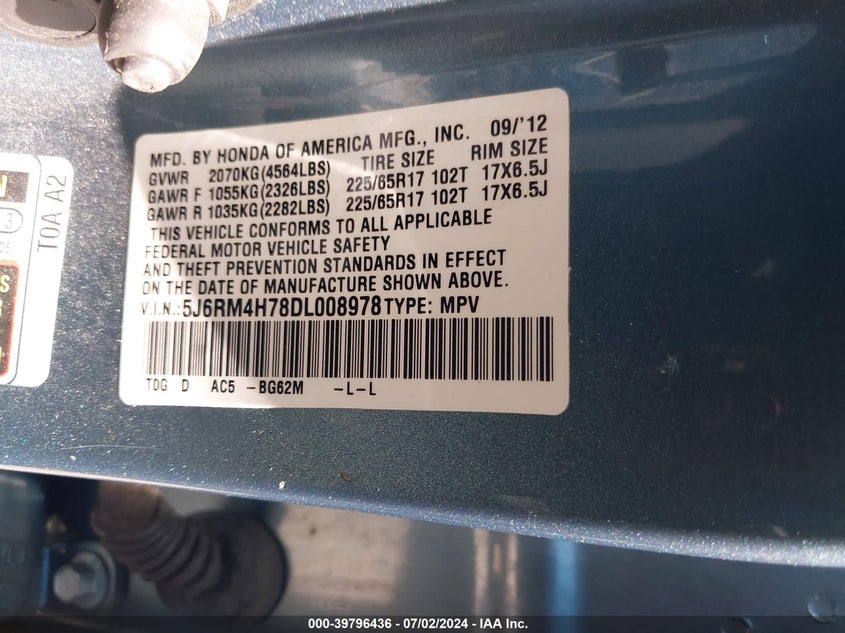 MFD. BY HONDA OF AMERICA MFG., INC. 09/'12
GVWR 2070KG(4564LBS) TIRE SIZE RIM SIZE
GAWR F 1055KG(2326LBS) 225/65R17 102T 17X6.5J
GAWR R 1035KG(2282LBS) 225/65R17 102T 17X6.5J
THIS VEHICLE CONFORMS TO ALL APPLICABLE
FEDERAL MOTOR VEHICLE SAFETY
AND THEFT PREVENTION STANDARDS IN EFFECT
ON THE DATE OF MANUFACTURE SHOWN ABOVE.
V.I.N.: 5J6RM4H78DL008978 TYPE: MPV
T0G D AC5 -BG62M -L-L
T0A A2
000-39796436 - 07/02/2024 - IAA Inc.